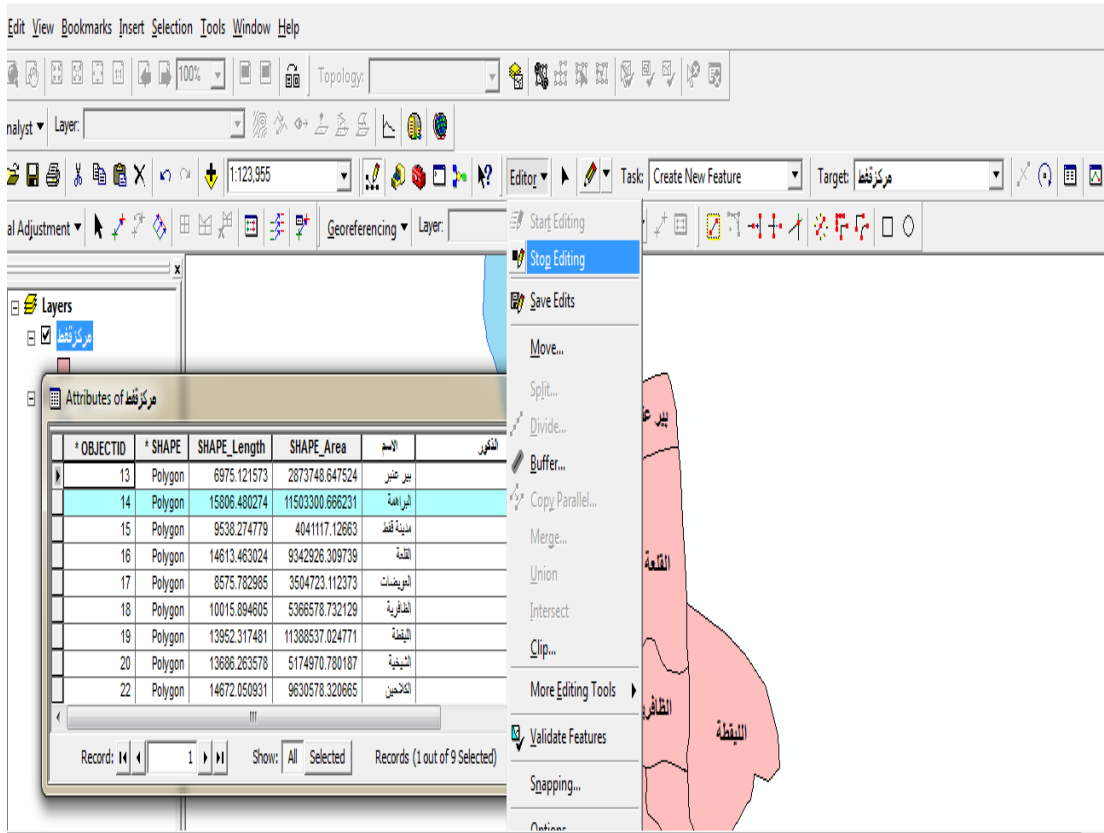 Edit View Bookmarks Insert Selection Tools Window Help
100% Topology:
nalyst Layer:
1:123,955 Editor Task: Create New Feature Target: مركزقفط
al Adjustment Georeferencing Layer:
Start Editing
Stop Editing
Save Edits
Move...
Split...
Divide...
Buffer...
Copy Parallel...
Merge...
Union
Intersect
Clip...
More Editing Tools
Validate Features
Snapping...
Options
Layers
مركزقفط
Attributes of مركزقفط
* OBJECTID * SHAPE SHAPE_Length SHAPE_Area الاسم الذكور
13 Polygon 6975.121573 2873748.647524 بير عنبر
14 Polygon 15806.480274 11503300.666231 البراهمة
15 Polygon 9538.274779 4041117.12663 مدينة قفط
16 Polygon 14613.463024 9342926.309739 القلعة
17 Polygon 8575.782985 3504723.112373 العويضات
18 Polygon 10015.894605 5366578.732129 الظافرية
19 Polygon 13952.317481 11388537.024771 الليقطة
20 Polygon 13686.263578 5174970.780187 الشيخية
22 Polygon 14672.050931 9630578.320665 الكلاحين
Record: 1 Show: All Selected Records (1 out of 9 Selected)
بير عن
القلعة
الظافري
الليقطة